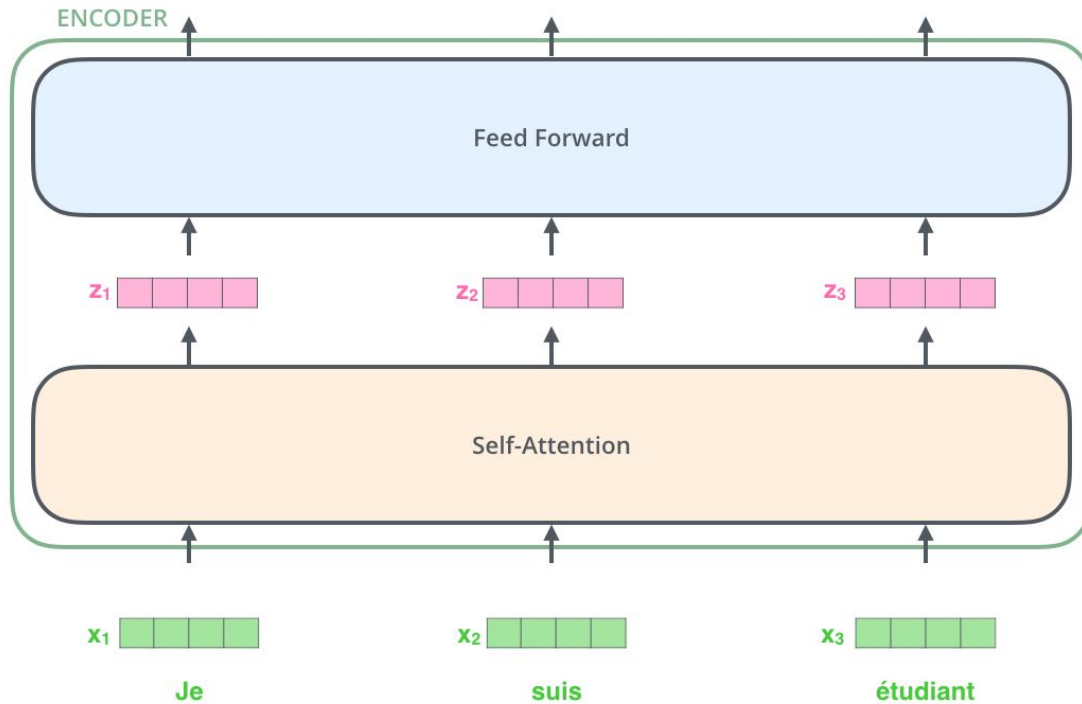 ENCODER
Feed Forward
z₁ z₂ z₃
Self-Attention
x₁ x₂ x₃
Je suis étudiant